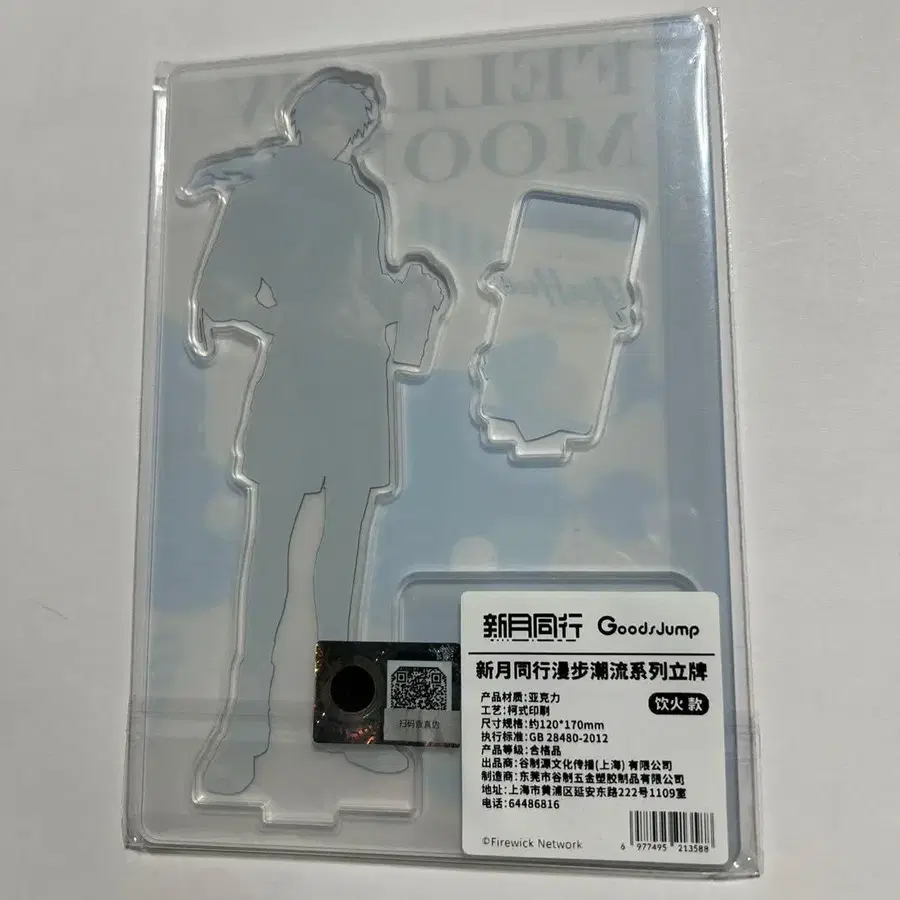 FELLOW
MOON
新月同行 GoodsJump
新月同行漫步潮流系列立牌
产品材质:亚克力
饮火 款
工艺:柯式印刷
尺寸规格:约120*170mm
执行标准:GB 28480-2012
产品等级:合格品
出品商:谷制源文化传播(上海)有限公司
制造商:东莞市谷制五金塑胶制品有限公司
地址:上海市黄浦区延安东路222号1109室
电话:64486816
©Firewick Network
6 977495 213588
扫码查真伪